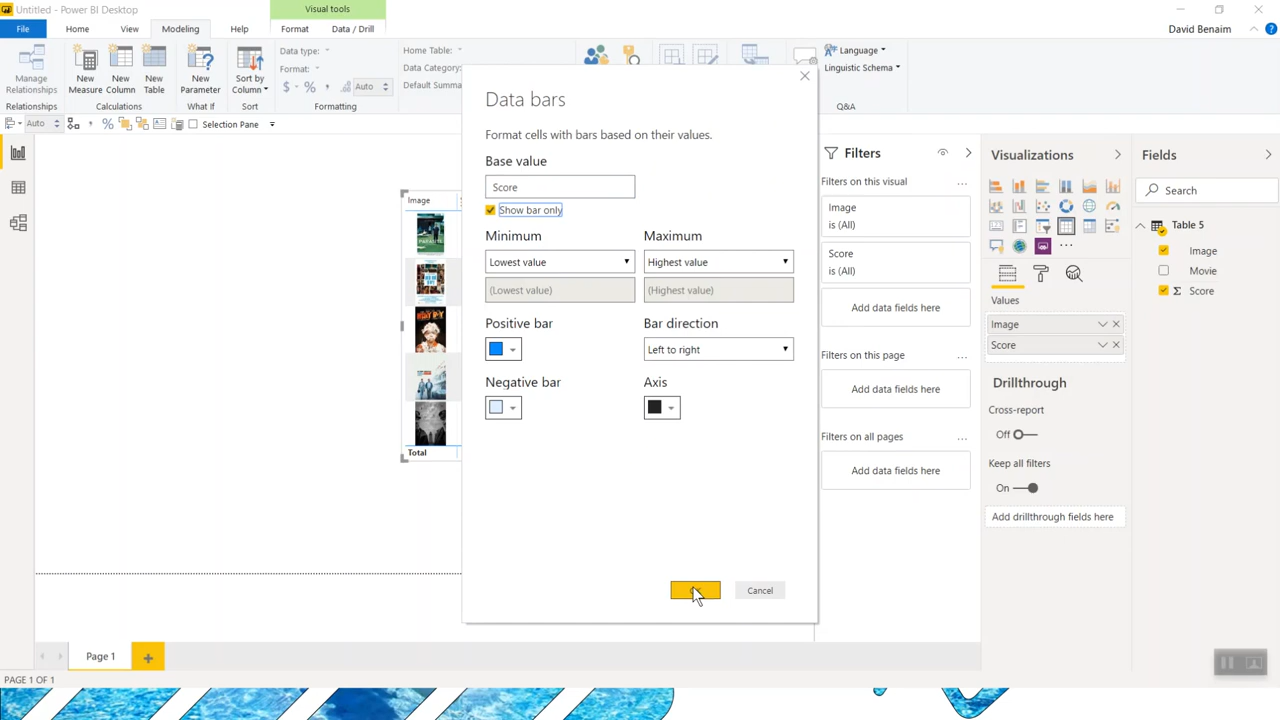 Untitled - Power BI Desktop
Visual tools
David Benaim
File
Home
View
Modeling
Help
Format
Data / Drill
Manage
Relationships
New
Measure
New
Column
New
Table
New
Parameter
Sort by
Column
Data type:
Format:
$ % , Auto
Home Table:
Data Category:
Default Summa
Language
Linguistic Schema
Relationships
Calculations
What If
Sort
Formatting
Q&A
Auto
Selection Pane
Data bars
Format cells with bars based on their values.
Base value
Score
Show bar only
Minimum
Maximum
Lowest value
Highest value
(Lowest value)
(Highest value)
Positive bar
Bar direction
Left to right
Negative bar
Axis
Cancel
Image
PARASITE
Total
Filters
Filters on this visual
Image
is (All)
Score
is (All)
Add data fields here
Filters on this page
Add data fields here
Filters on all pages
Add data fields here
Visualizations
Values
Image
Score
Drillthrough
Cross-report
Off
Keep all filters
On
Add drillthrough fields here
Fields
Search
Table 5
Image
Movie
Σ Score
Page 1
PAGE 1 OF 1